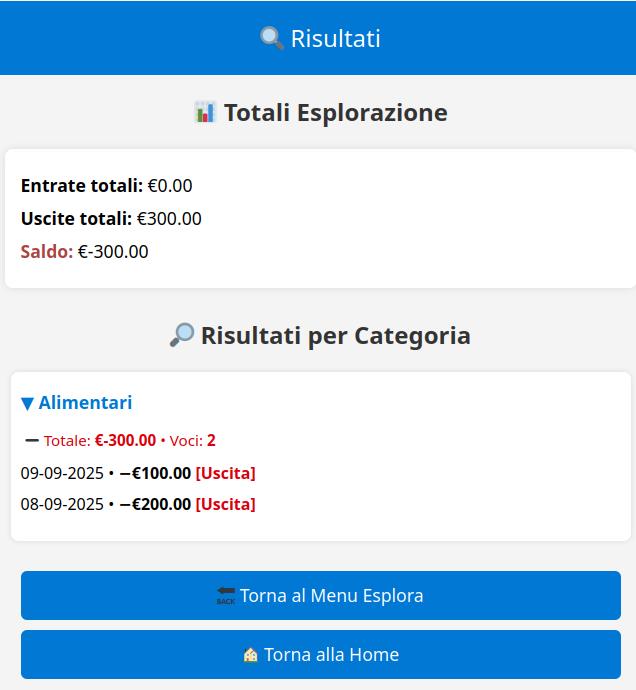 Risultati
Totali Esplorazione
Entrate totali: €0.00
Uscite totali: €300.00
Saldo: €-300.00
Risultati per Categoria
▼ Alimentari
➖ Totale: €-300.00 • Voci: 2
09-09-2025 • −€100.00 [Uscita]
08-09-2025 • −€200.00 [Uscita]
BACK Torna al Menu Esplora
Torna alla Home